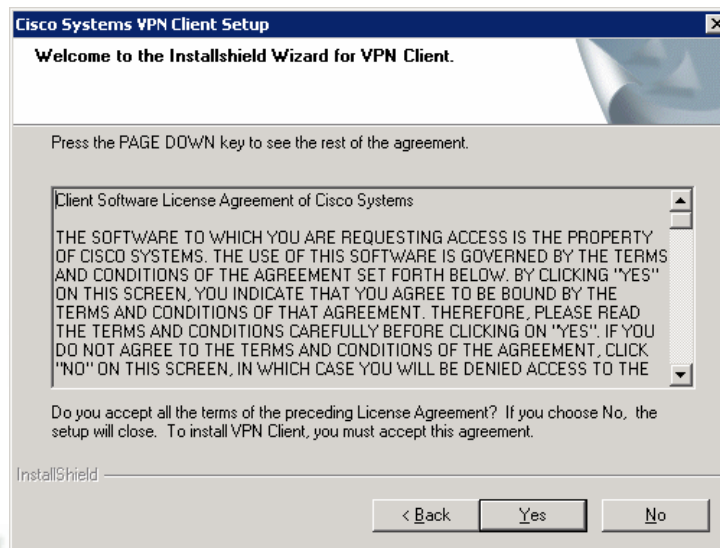 Cisco Systems VPN Client Setup
Welcome to the Installshield Wizard for VPN Client.
Press the PAGE DOWN key to see the rest of the agreement.
Client Software License Agreement of Cisco Systems
THE SOFTWARE TO WHICH YOU ARE REQUESTING ACCESS IS THE PROPERTY
OF CISCO SYSTEMS. THE USE OF THIS SOFTWARE IS GOVERNED BY THE TERMS
AND CONDITIONS OF THE AGREEMENT SET FORTH BELOW. BY CLICKING "YES"
ON THIS SCREEN, YOU INDICATE THAT YOU AGREE TO BE BOUND BY THE
TERMS AND CONDITIONS OF THAT AGREEMENT. THEREFORE, PLEASE READ
THE TERMS AND CONDITIONS CAREFULLY BEFORE CLICKING ON "YES". IF YOU
DO NOT AGREE TO THE TERMS AND CONDITIONS OF THE AGREEMENT, CLICK
"NO" ON THIS SCREEN, IN WHICH CASE YOU WILL BE DENIED ACCESS TO THE
Do you accept all the terms of the preceding License Agreement? If you choose No, the
setup will close. To install VPN Client, you must accept this agreement.
InstallShield
< Back Yes No